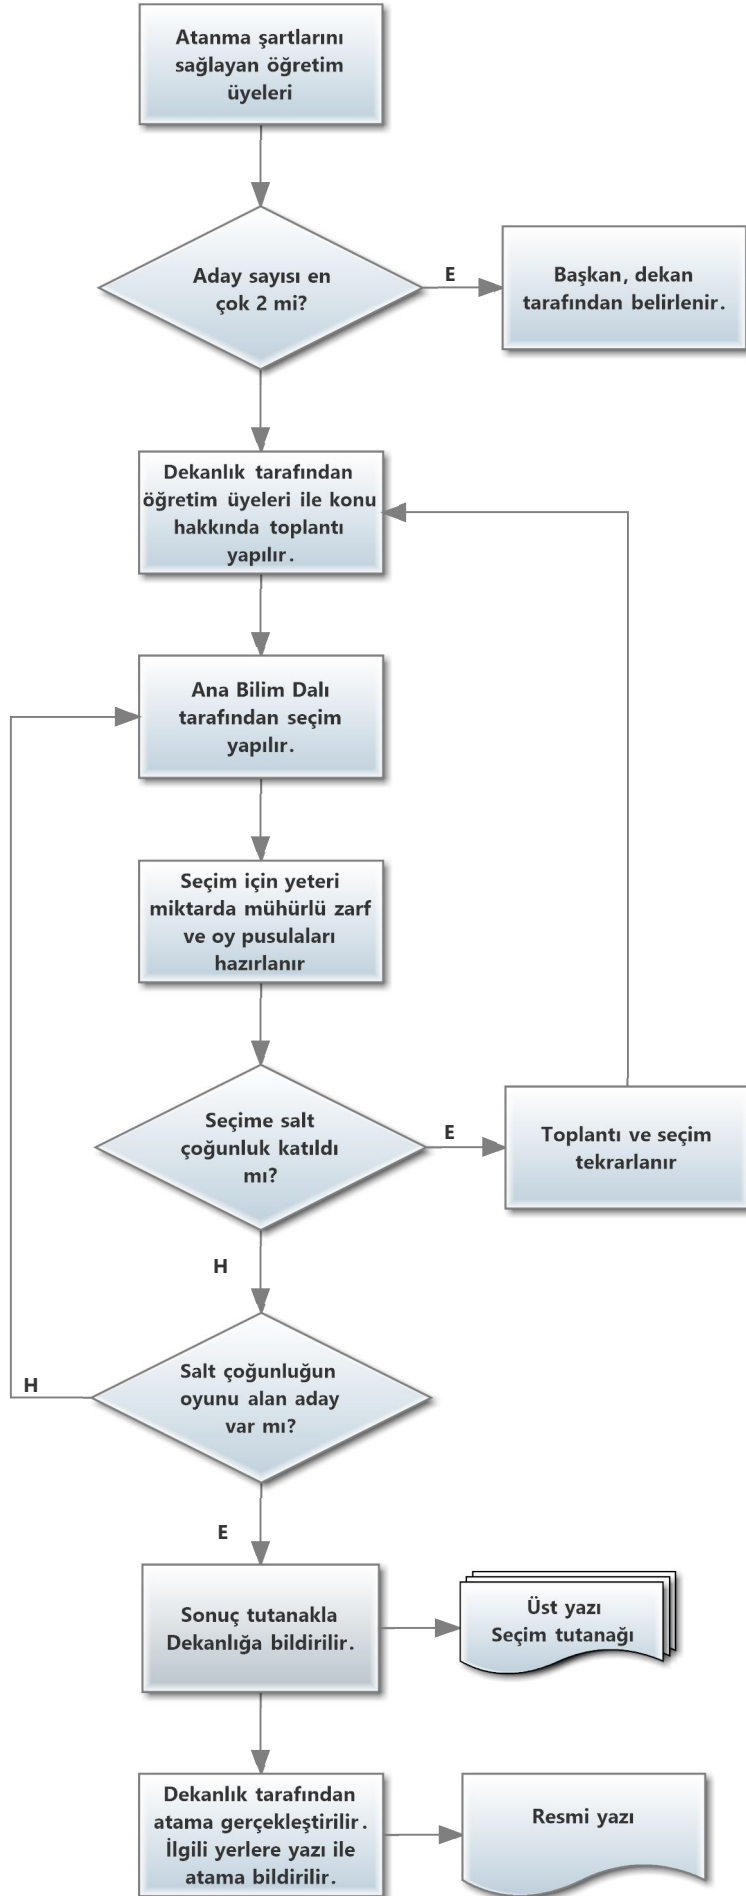 Atanma şartlarını
sağlayan öğretim
üyeleri
Aday sayısı en
çok 2 mi?
E
Başkan, dekan
tarafından belirlenir.
Dekanlık tarafından
öğretim üyeleri ile konu
hakkında toplantı
yapılır.
Ana Bilim Dalı
tarafından seçim
yapılır.
Seçim için yeteri
miktarda mühürlü zarf
ve oy pusulaları
hazırlanır
Seçime salt
çoğunluk katıldı
mı?
E
Toplantı ve seçim
tekrarlanır
H
Salt çoğunluğun
oyunu alan aday
var mı?
H
E
Sonuç tutanakla
Dekanlığa bildirilir.
Üst yazı
Seçim tutanağı
Dekanlık tarafından
atama gerçekleştirilir.
İlgili yerlere yazı ile
atama bildirilir.
Resmi yazı